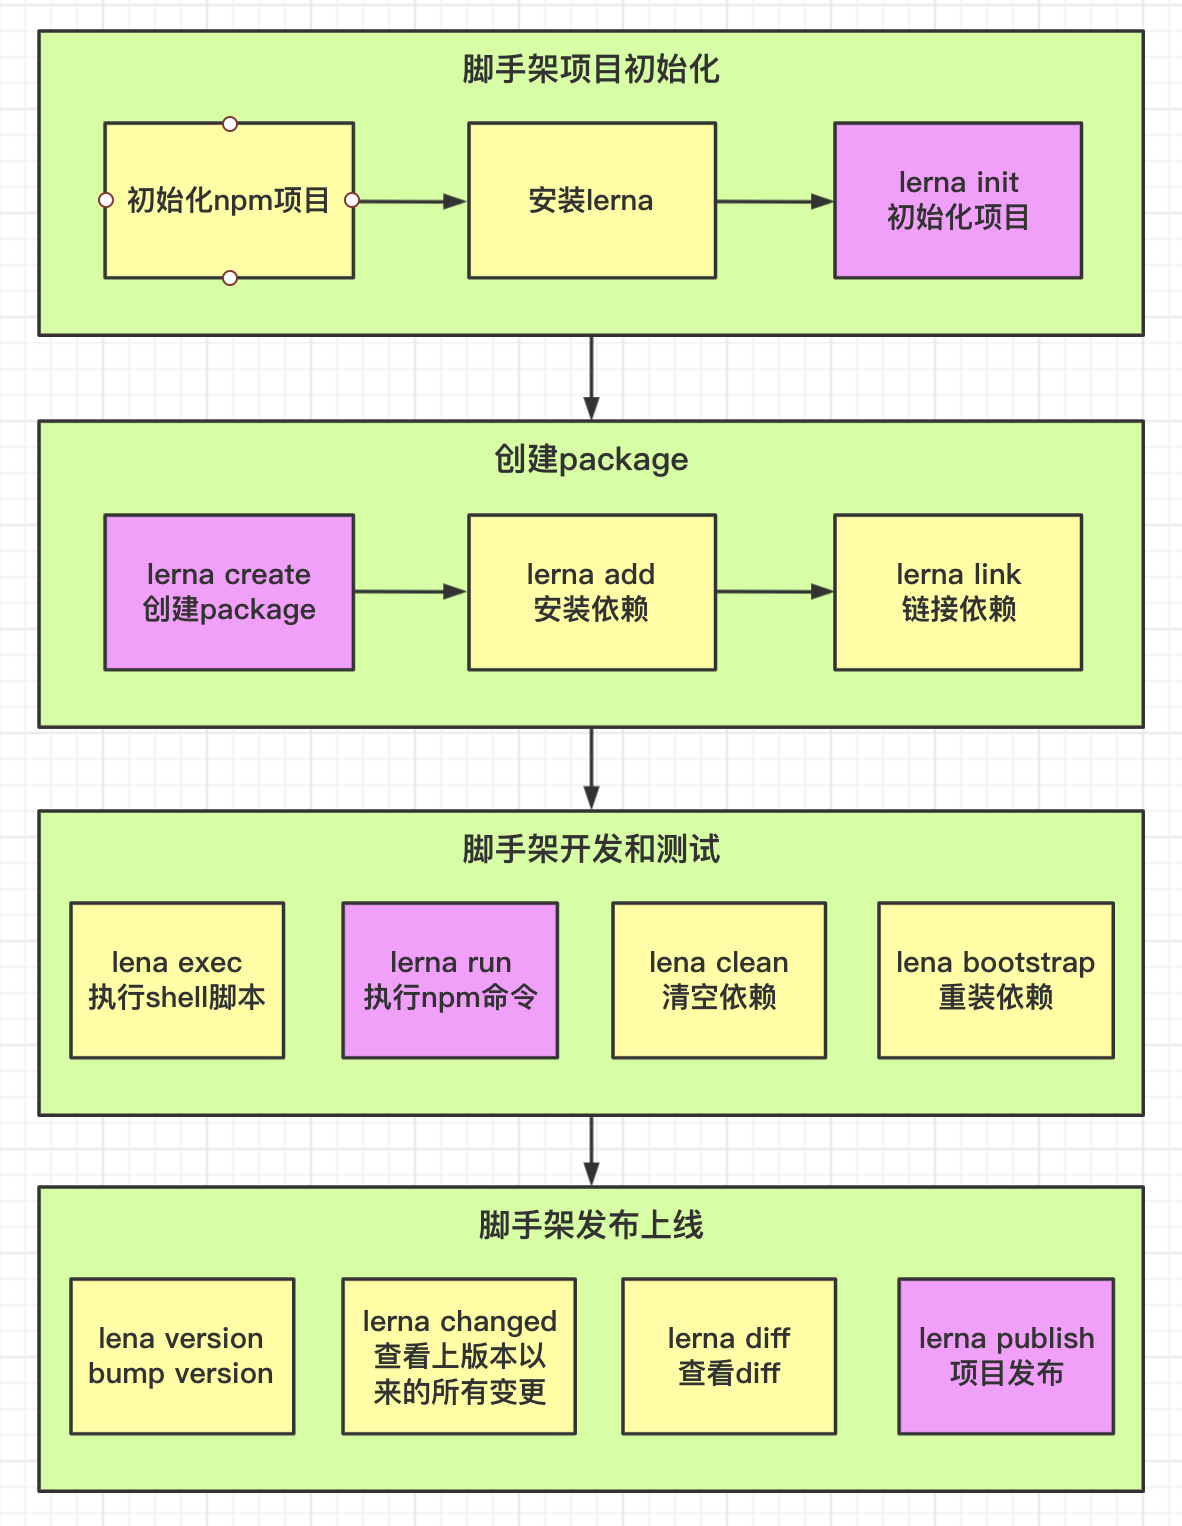 脚手架项目初始化
初始化npm项目
安装lerna
lerna init
初始化项目
创建package
lerna create
创建package
lerna add
安装依赖
lerna link
链接依赖
脚手架开发和测试
lena exec
执行shell脚本
lerna run
执行npm命令
lena clean
清空依赖
lena bootstrap
重装依赖
脚手架发布上线
lena version
bump version
lerna changed
查看上版本以
来的所有变更
lerna diff
查看diff
lerna publish
项目发布